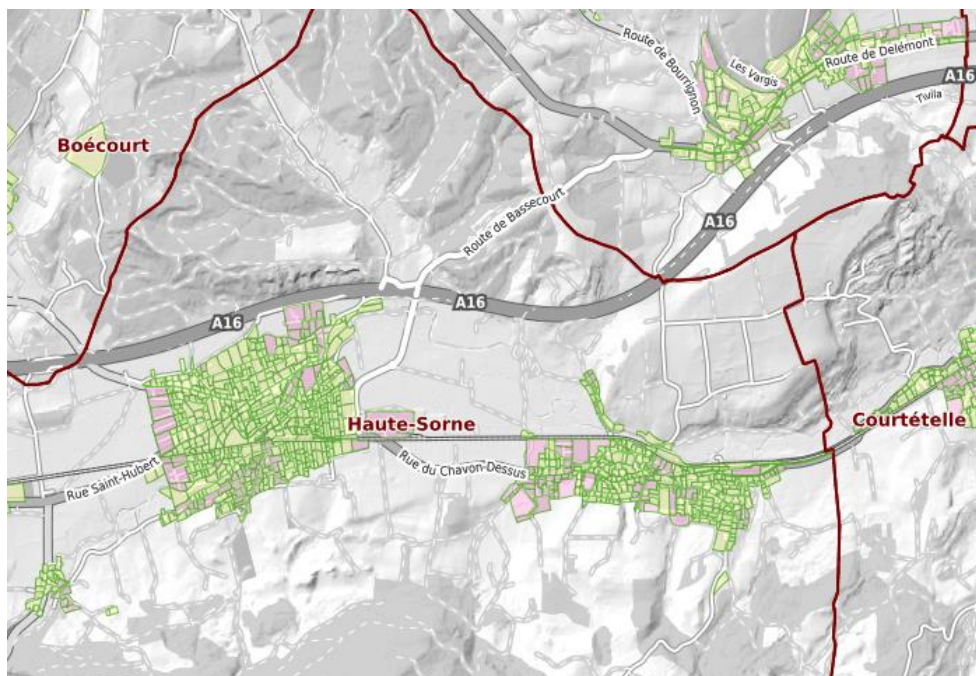 Route de Bourrignon
Les Vargis
Route de Delémont
A16
Tivila
Boécourt
Route de Bassecourt
A16
A16
A16
Haute-Sorne
Courtételle
Rue du Chavon-Dessus
Rue Saint-Hubert